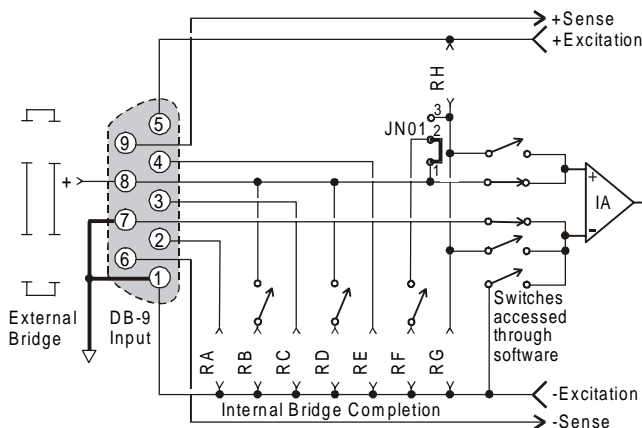 +Sense
+Excitation
RH
3
JN01
2
1
5
9
4
+
8
3
7
2
6
1
+
IA
-
External
Bridge
DB-9
Input
RA
RB
RC
RD
RE
RF
RG
Switches
accessed
through
software
Internal Bridge Completion
-Excitation
-Sense